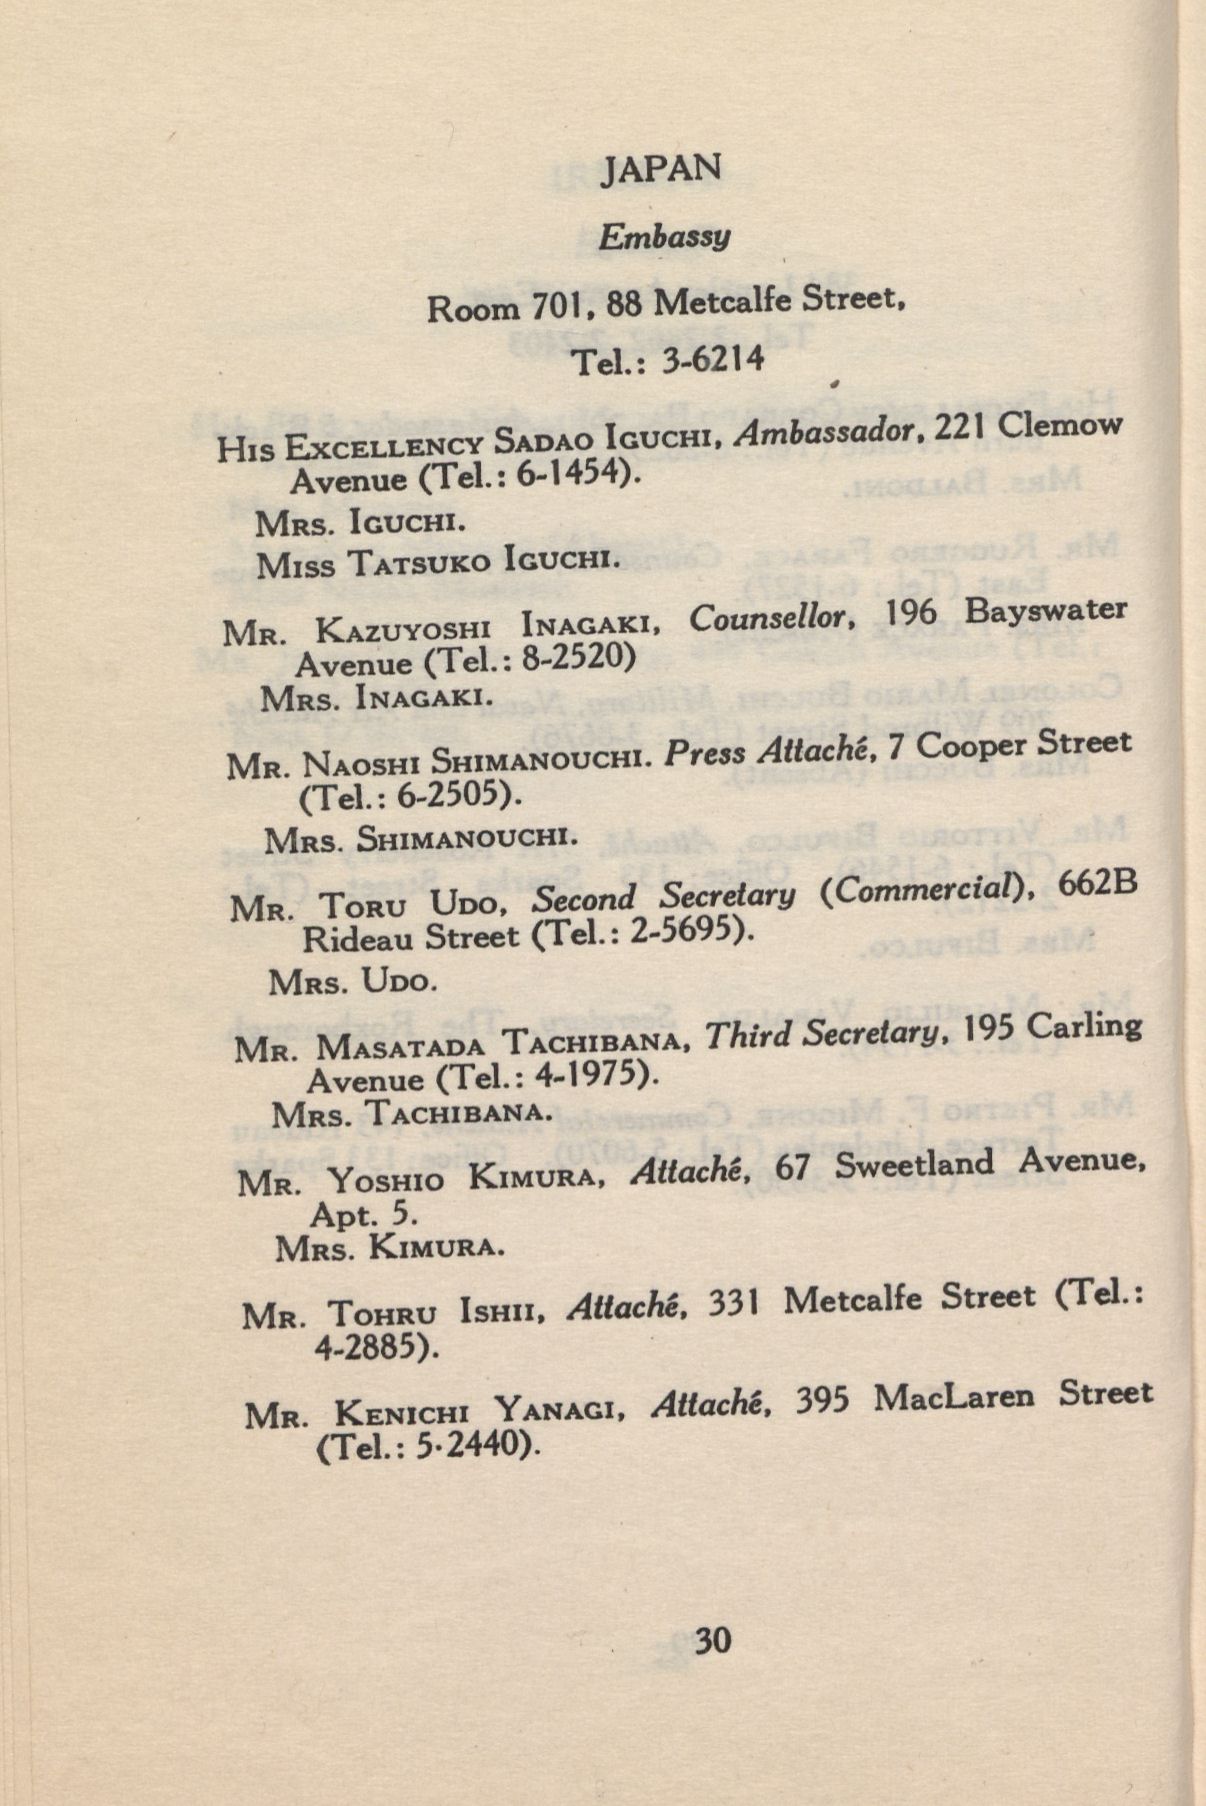 JAPAN
Embassy
Room 701, 88 Metcalfe Street,
Tel.: 3-6214
His Excellency Sadao Iguchi, Ambassador, 221 Clemow
Avenue (Tel.: 6-1454).
Mrs. Iguchi.
Miss Tatsuko Iguchi.
Mr. Kazuyoshi Inagaki, Counsellor, 196 Bayswater
Avenue (Tel.: 8-2520)
Mrs. Inagaki.
Mr. Naoshi Shimanouchi. Press Attaché, 7 Cooper Street
(Tel.: 6-2505).
Mrs. Shimanouchi.
Mr. Toru Udo, Second Secretary (Commercial), 662B
Rideau Street (Tel.: 2-5695).
Mrs. Udo.
Mr. Masatada Tachibana, Third Secretary, 195 Carling
Avenue (Tel.: 4-1975).
Mrs. Tachibana.
Mr. Yoshio Kimura, Attaché, 67 Sweetland Avenue,
Apt. 5.
Mrs. Kimura.
Mr. Tohru Ishii, Attaché, 331 Metcalfe Street (Tel.:
4-2885).
Mr. Kenichi Yanagi, Attaché, 395 MacLaren Street
(Tel.: 5-2440).
30